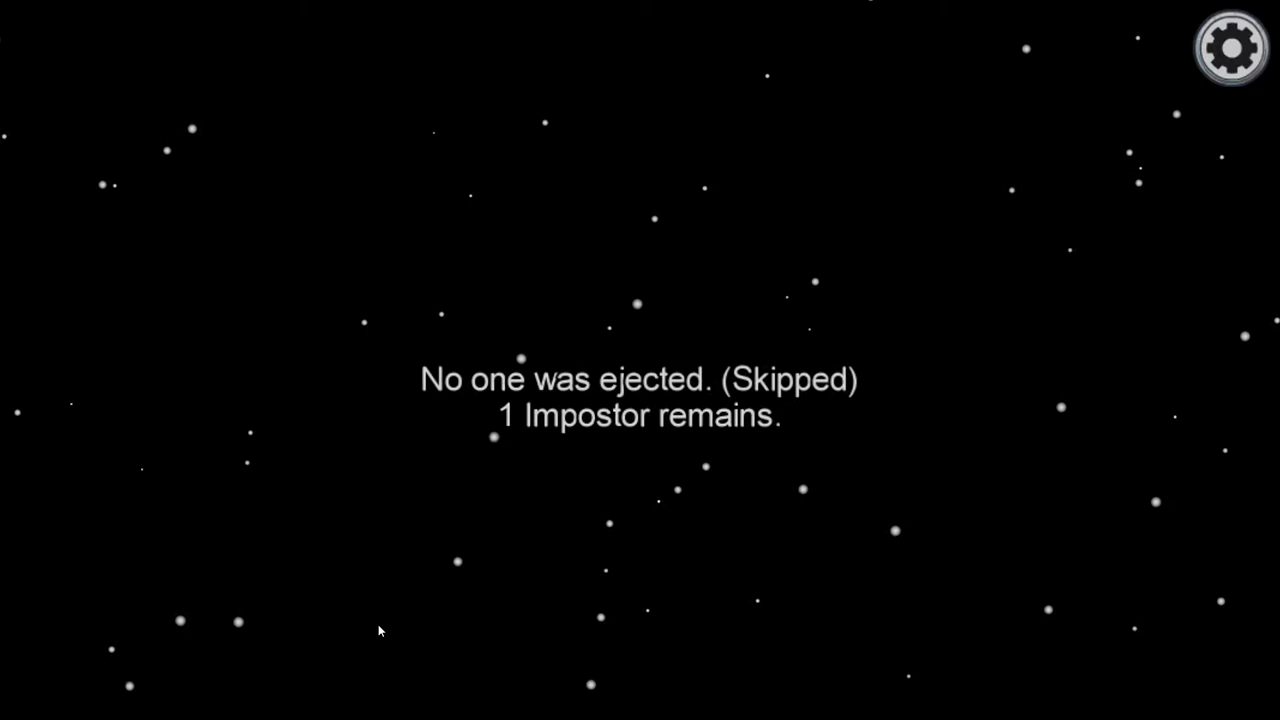 No one was ejected. (Skipped)
1 Impostor remains.